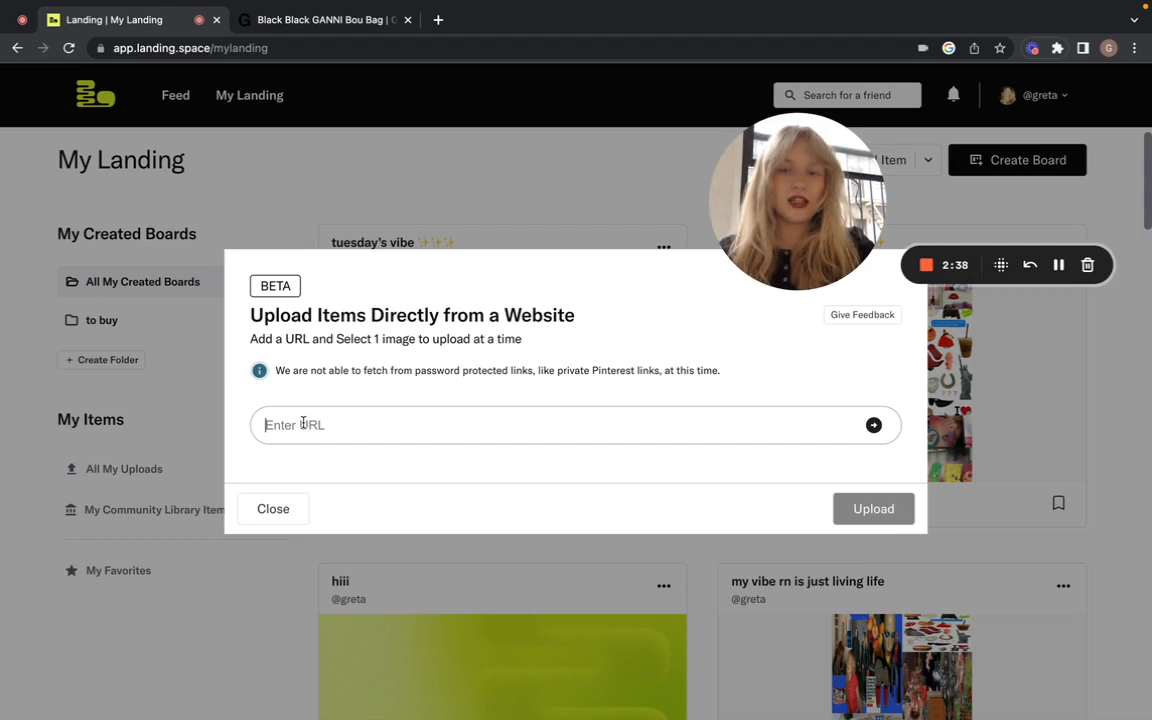 Landing | My Landing
Black Black GANNI Bou Bag |
app.landing.space/mylanding
G
Feed
My Landing
Search for a friend
@greta
My Landing
Item
Create Board
My Created Boards
tuesday's vibe ✨✨✨
All My Created Boards
to buy
+ Create Folder
2:38
BETA
Upload Items Directly from a Website
Give Feedback
Add a URL and Select 1 image to upload at a time
We are not able to fetch from password protected links, like private Pinterest links, at this time.
Enter URL
My Items
All My Uploads
My Community Library Item
Close
Upload
My Favorites
hiii
@greta
my vibe rn is just living life
@greta